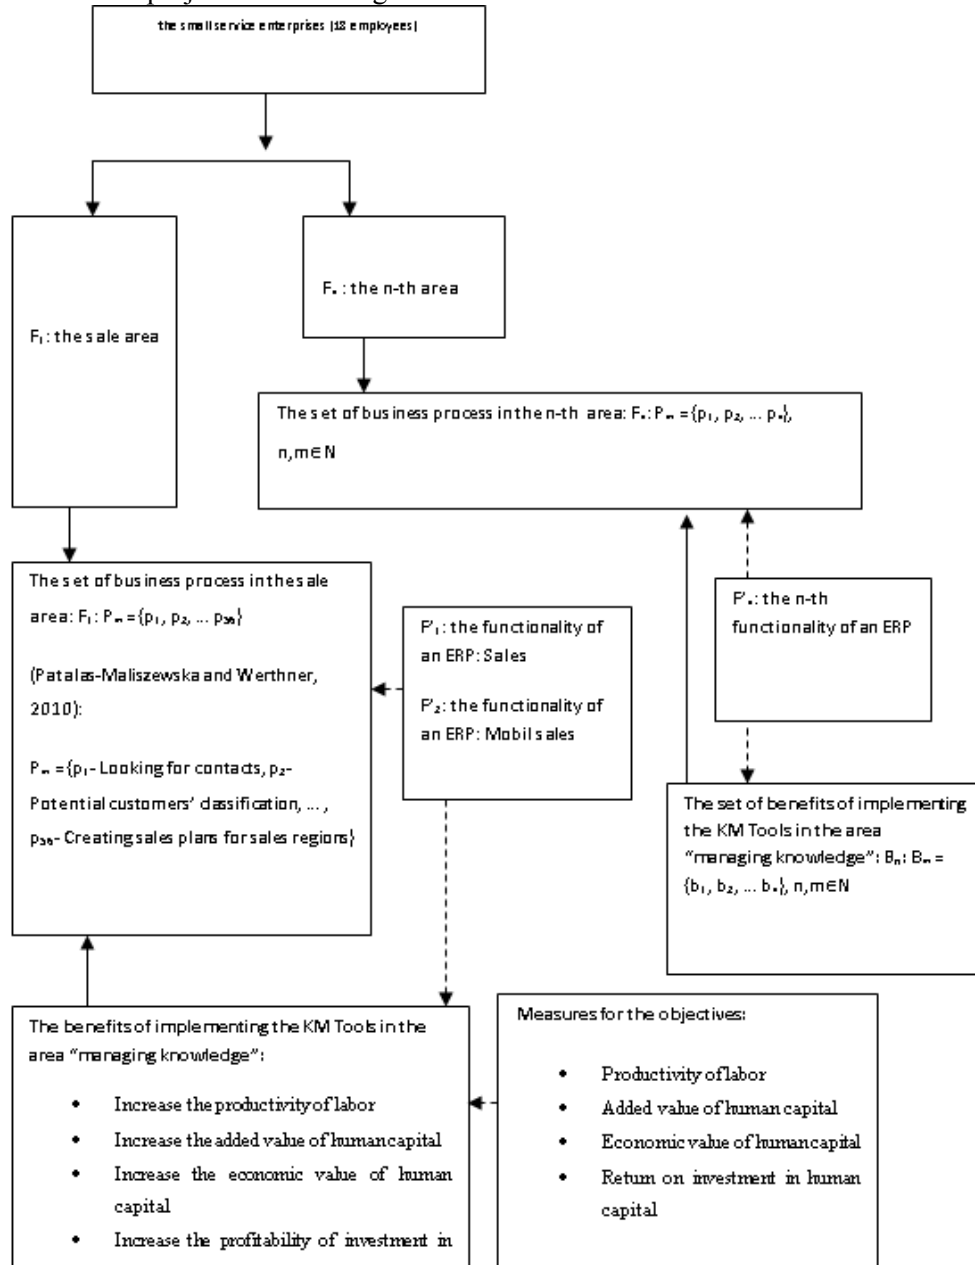 the small service enterprises (18 employees)
F₁: the sale area
Fₙ: the n-th area
The set of business process in the n-th area: Fₙ: Pₘ = {p₁, p₂, ... pₙ},
n,m∈N
The set of business process in the sale
area: F₁: Pₘ = {p₁, p₂, ... p₃₆}
(Patalas-Maliszewska and Werthner,
2010):
Pₘ = {p₁- Looking for contacts, p₂-
Potential customers' classification, ... ,
p₃₆- Creating sales plans for sales regions}
F'₁: the functionality of
an ERP: Sales
F'₂: the functionality of
an ERP: Mobil sales
F'ₙ: the n-th
functionality of an ERP
The set of benefits of implementing
the KM Tools in the area
“managing knowledge”: Bₙ: Bₘ =
{b₁, b₂, ... bₙ}, n,m∈N
The benefits of implementing the KM Tools in the
area “managing knowledge”:
• Increase the productivity of labor
• Increase the added value of human capital
• Increase the economic value of human
capital
• Increase the profitability of investment in
Measures for the objectives:
• Productivity of labor
• Added value of human capital
• Economic value of human capital
• Return on investment in human
capital